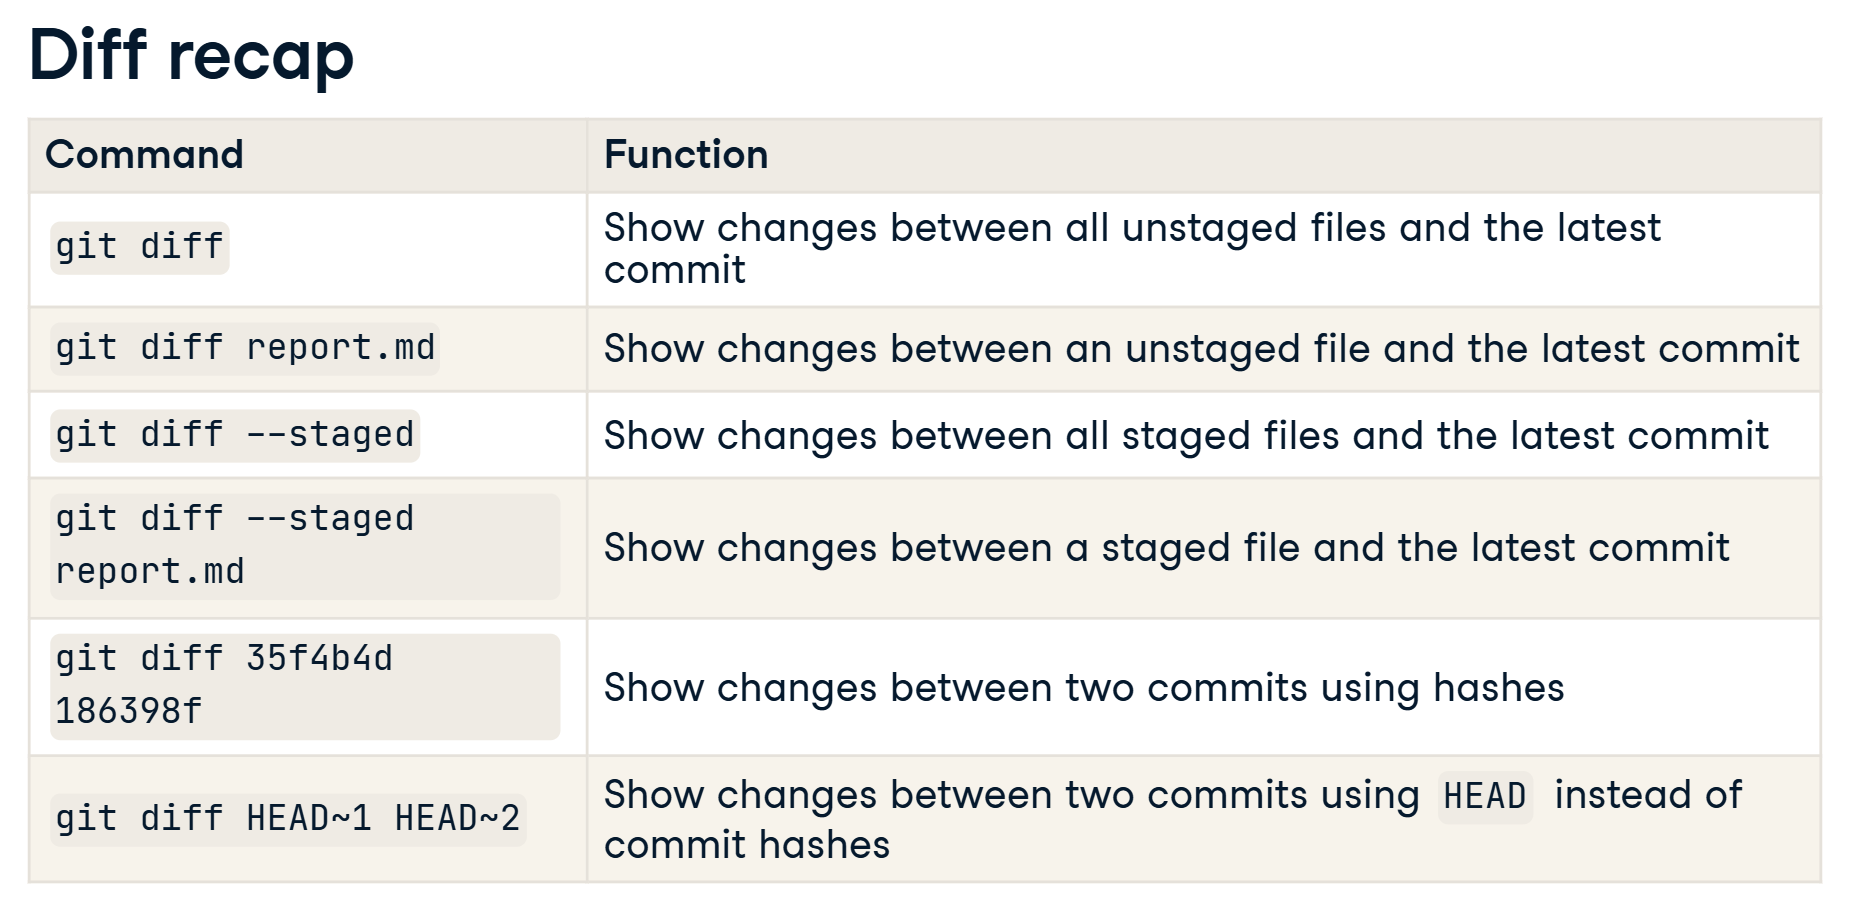 Diff recap
Command
Function
git diff
Show changes between all unstaged files and the latest
commit
git diff report.md
Show changes between an unstaged file and the latest commit
git diff --staged
Show changes between all staged files and the latest commit
git diff --staged
report.md
Show changes between a staged file and the latest commit
git diff 35f4b4d
186398f
Show changes between two commits using hashes
git diff HEAD~1 HEAD~2
Show changes between two commits using HEAD instead of
commit hashes